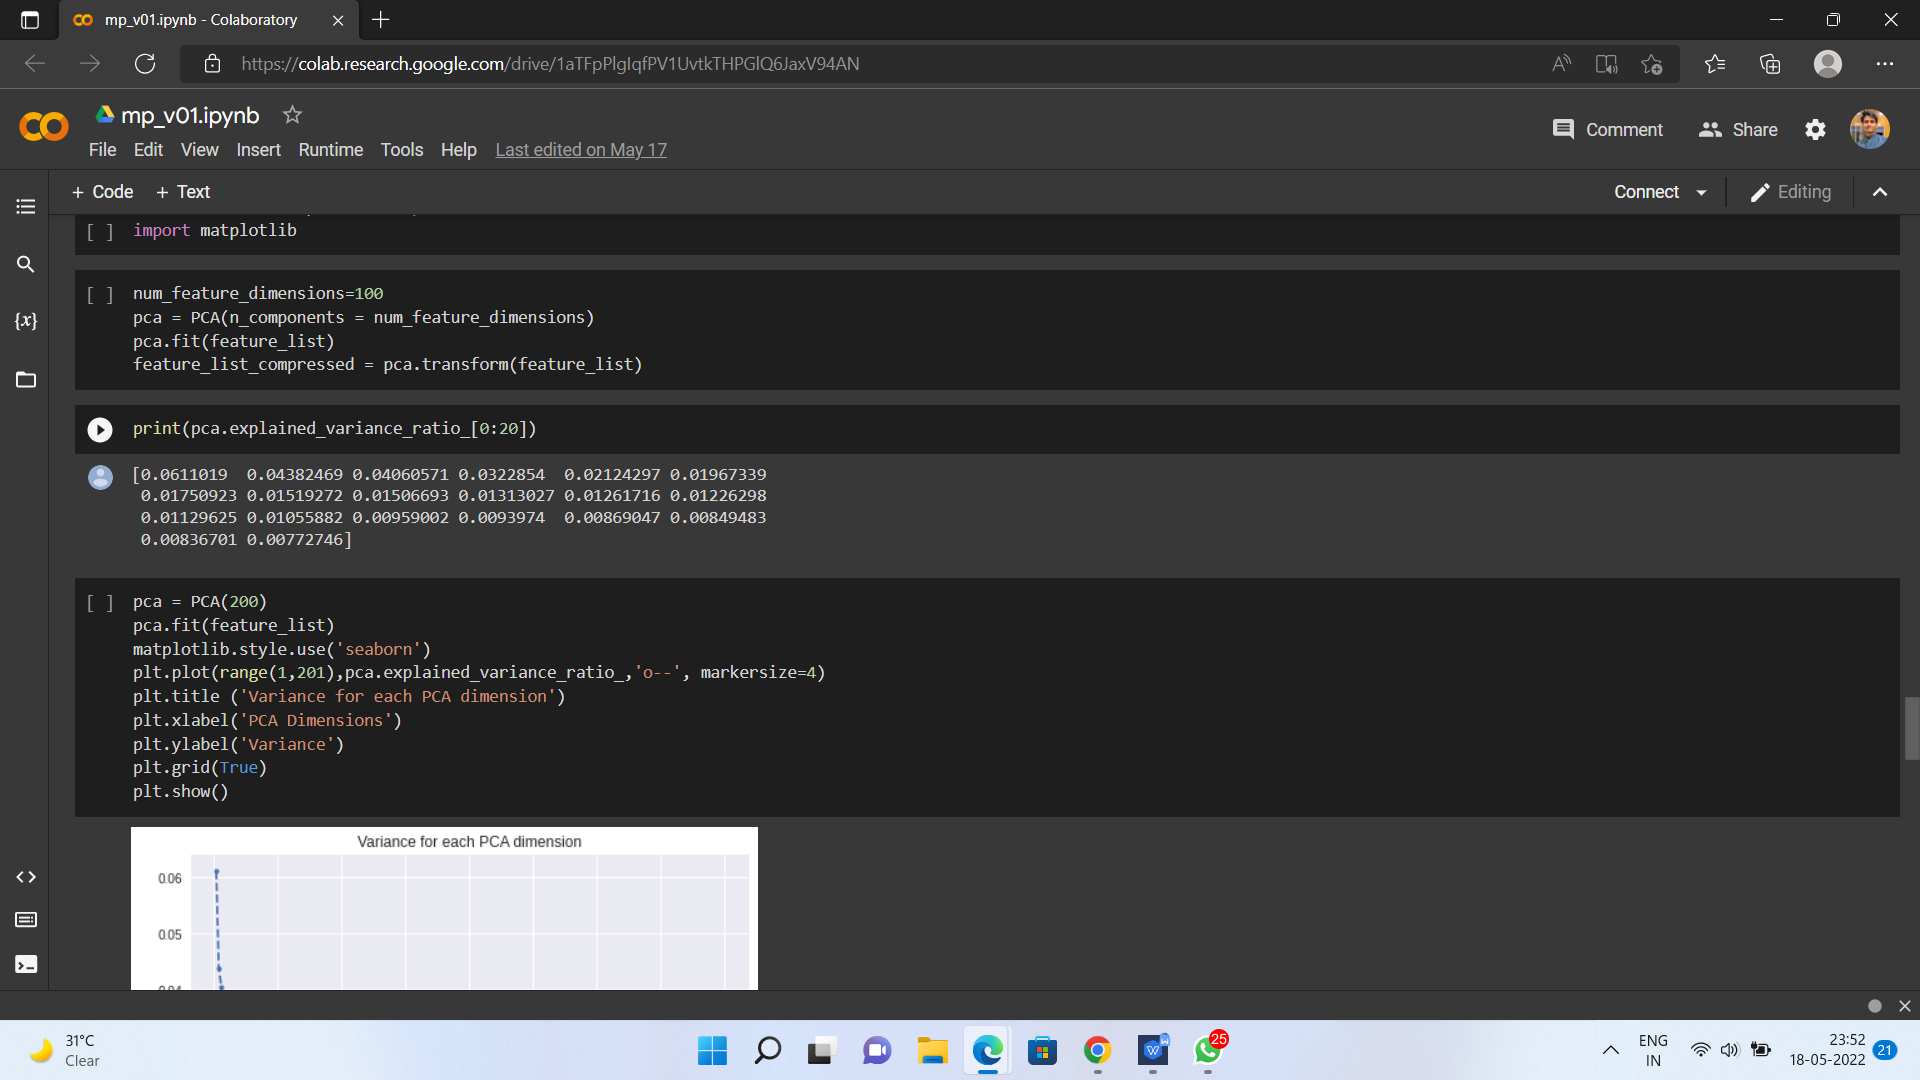 mp_v01.ipynb - Colaboratory
https://colab.research.google.com/drive/1aTFpPlgIqfPV1UvtkTHPGlQ6JaxV94AN
mp_v01.ipynb
File Edit View Insert Runtime Tools Help Last edited on May 17
Comment Share
+ Code + Text
Connect Editing
[ ] import matplotlib
[ ] num_feature_dimensions=100
pca = PCA(n_components = num_feature_dimensions)
pca.fit(feature_list)
feature_list_compressed = pca.transform(feature_list)
print(pca.explained_variance_ratio_[0:20])
[0.0611019 0.04382469 0.04060571 0.0322854 0.02124297 0.01967339
0.01750923 0.01519272 0.01506693 0.01313027 0.01261716 0.01226298
0.01129625 0.01055882 0.00959002 0.0093974 0.00869047 0.00849483
0.00836701 0.00772746]
[ ] pca = PCA(200)
pca.fit(feature_list)
matplotlib.style.use('seaborn')
plt.plot(range(1,201),pca.explained_variance_ratio_,'o--', markersize=4)
plt.title ('Variance for each PCA dimension')
plt.xlabel('PCA Dimensions')
plt.ylabel('Variance')
plt.grid(True)
plt.show()
Variance for each PCA dimension
0.06
0.05
{x}
31°C
Clear
25
ENG
IN
23:52
18-05-2022
21